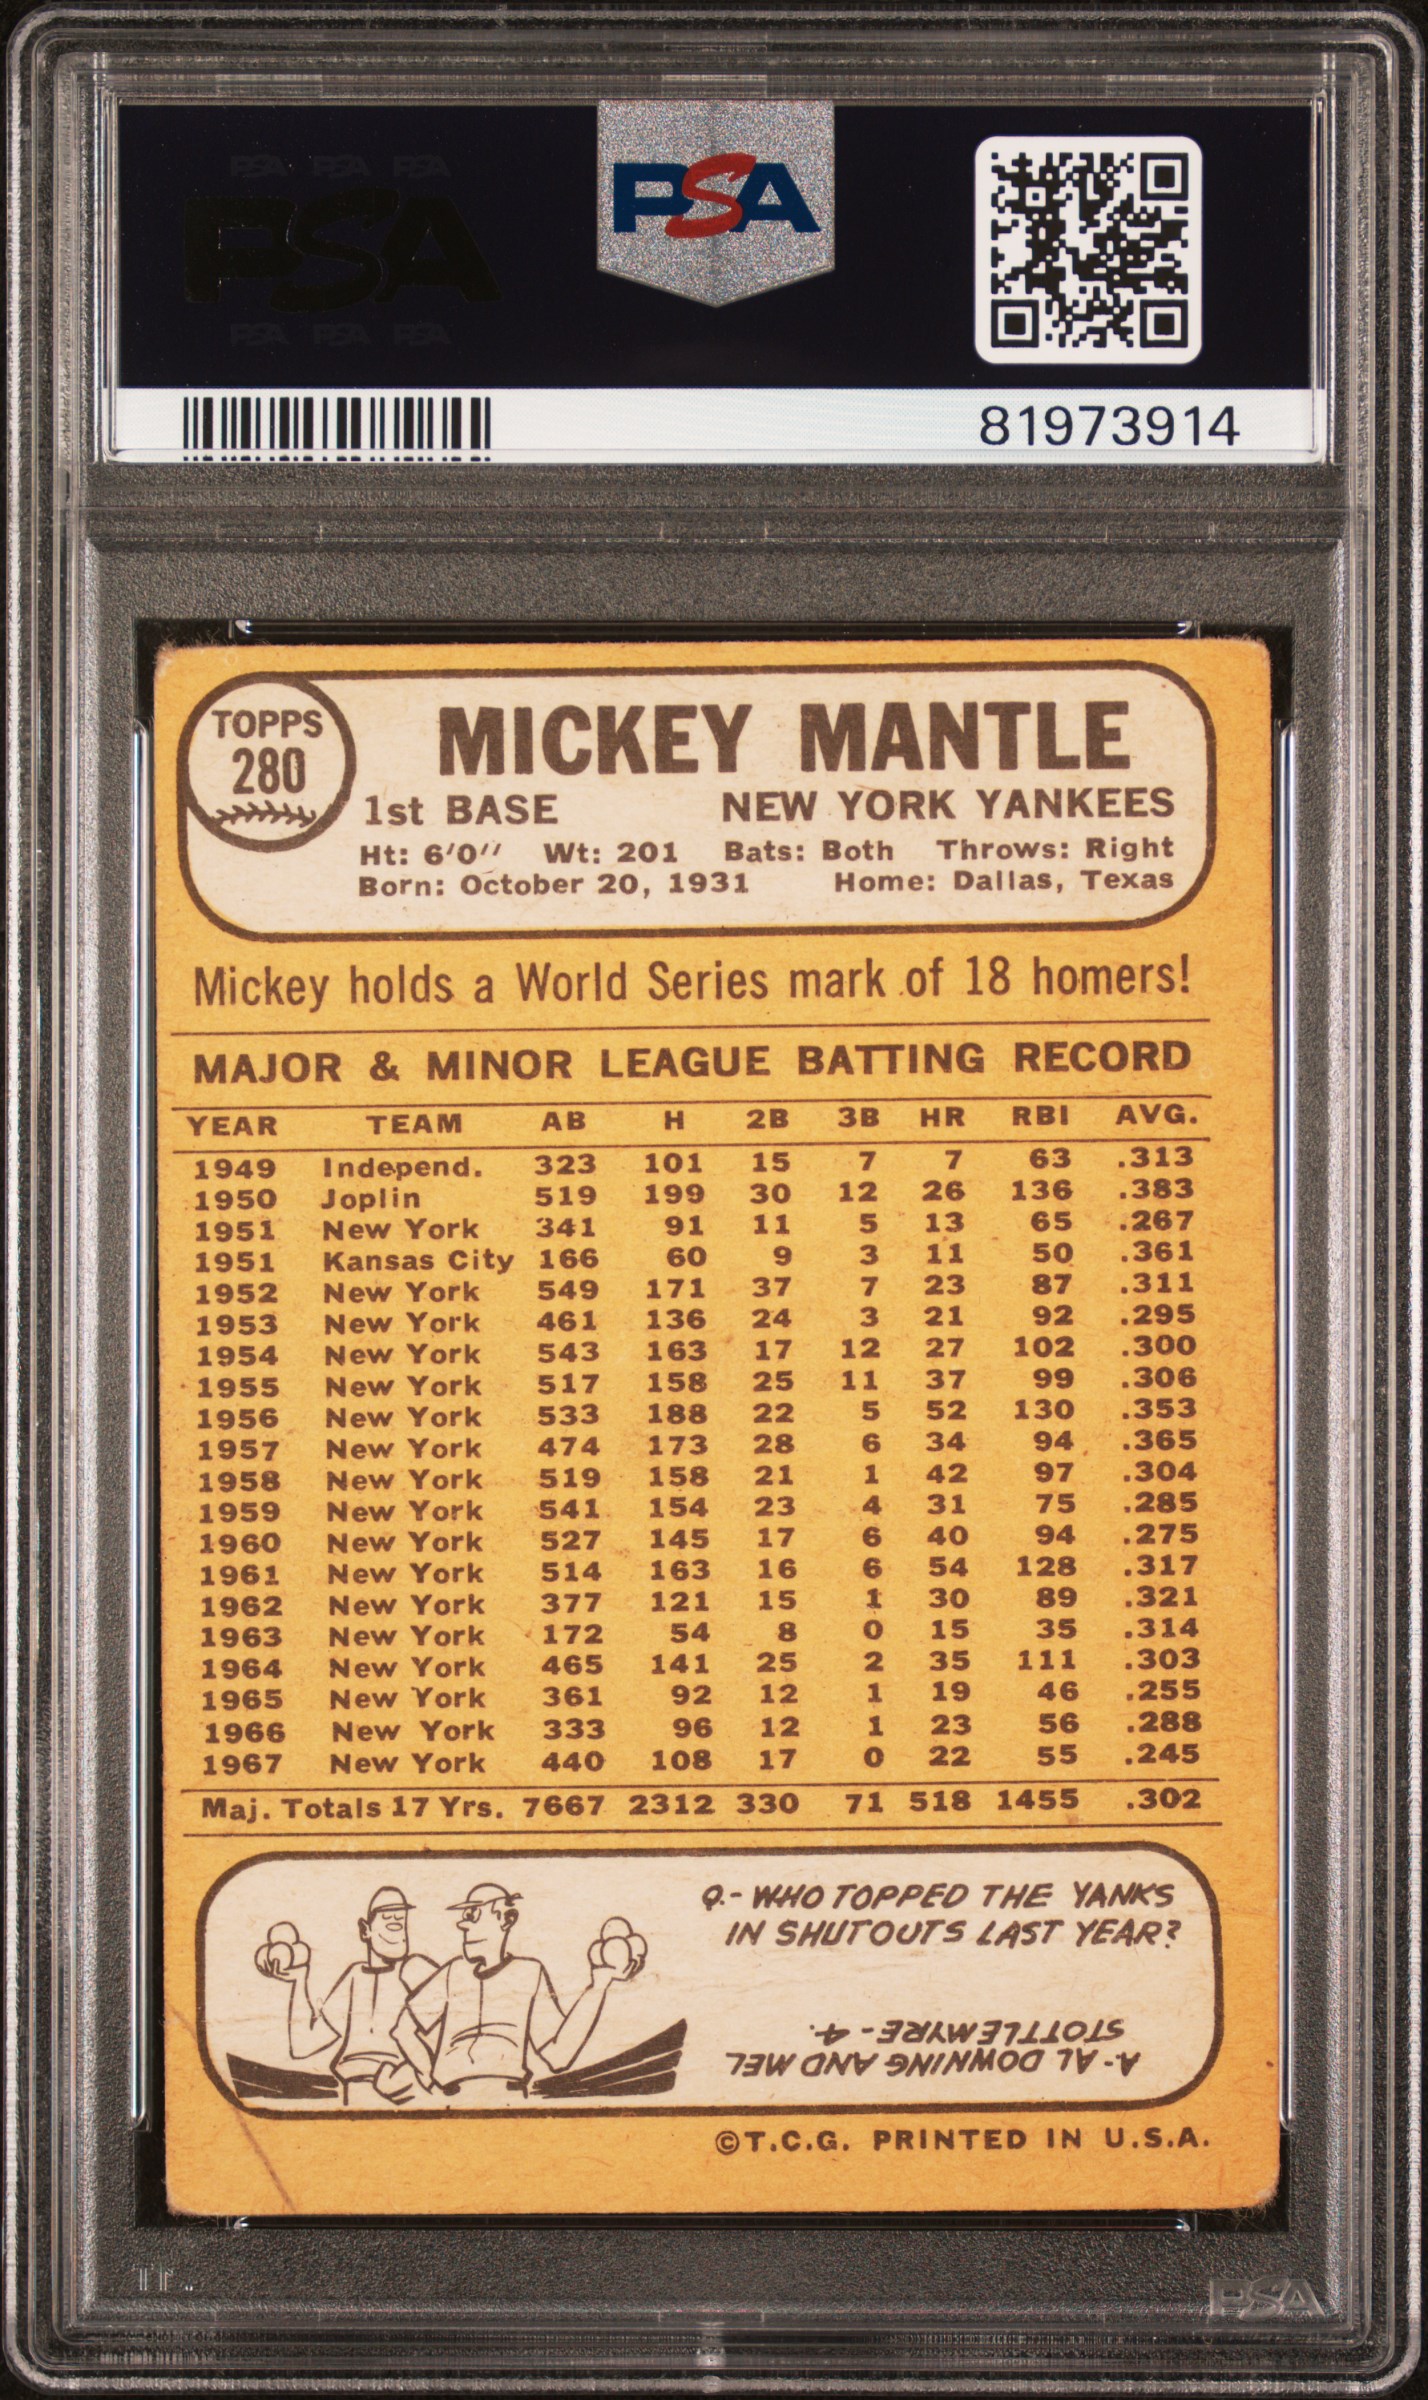 PSA PSA PSA
PSA
PSA PSA PSA
PSA
81973914
TOPPS
280
MICKEY MANTLE
1st BASE NEW YORK YANKEES
Ht: 6'0" Wt: 201 Bats: Both Throws: Right
Born: October 20, 1931 Home: Dallas, Texas
Mickey holds a World Series mark of 18 homers!
MAJOR & MINOR LEAGUE BATTING RECORD
YEAR TEAM AB H 2B 3B HR RBI AVG.
1949 Independ. 323 101 15 7 7 63 .313
1950 Joplin 519 199 30 12 26 136 .383
1951 New York 341 91 11 5 13 65 .267
1951 Kansas City 166 60 9 3 11 50 .361
1952 New York 549 171 37 7 23 87 .311
1953 New York 461 136 24 3 21 92 .295
1954 New York 543 163 17 12 27 102 .300
1955 New York 517 158 25 11 37 99 .306
1956 New York 533 188 22 5 52 130 .353
1957 New York 474 173 28 6 34 94 .365
1958 New York 519 158 21 1 42 97 .304
1959 New York 541 154 23 4 31 75 .285
1960 New York 527 145 17 6 40 94 .275
1961 New York 514 163 16 6 54 128 .317
1962 New York 377 121 15 1 30 89 .321
1963 New York 172 54 8 0 15 35 .314
1964 New York 465 141 25 2 35 111 .303
1965 New York 361 92 12 1 19 46 .255
1966 New York 333 96 12 1 23 56 .288
1967 New York 440 108 17 0 22 55 .245
Maj. Totals 17 Yrs. 7667 2312 330 71 518 1455 .302
Q.- WHO TOPPED THE YANKS
IN SHUTOUTS LAST YEAR?
A- AL DOWNING AND MEL
STOTTLEMYRE - 4.
©T.C.G. PRINTED IN U.S.A.
PSA